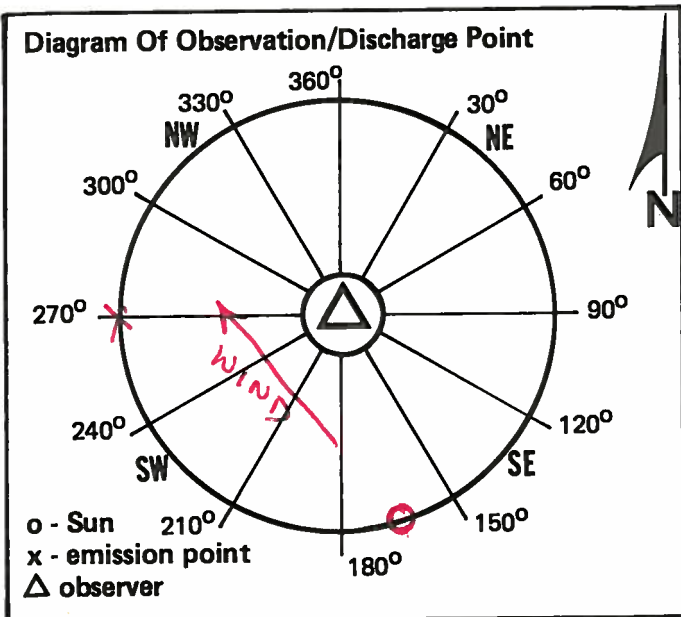 Diagram Of Observation/Discharge Point
360°
330°
30°
NW
NE
300°
60°
N
270°
90°
WIND
240°
120°
SW
SE
o - Sun
210°
150°
x - emission point
180°
△ observer